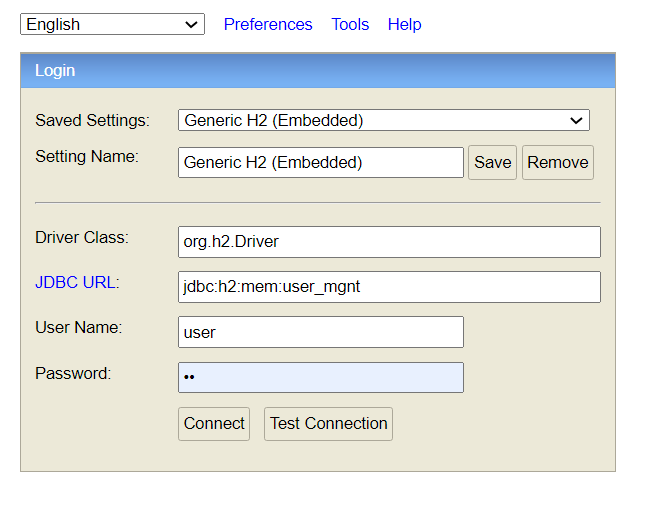 English Preferences Tools Help
Login
Saved Settings: Generic H2 (Embedded)
Setting Name: Generic H2 (Embedded) Save Remove
Driver Class: org.h2.Driver
JDBC URL: jdbc:h2:mem:user_mgnt
User Name: user
Password: ••
Connect Test Connection